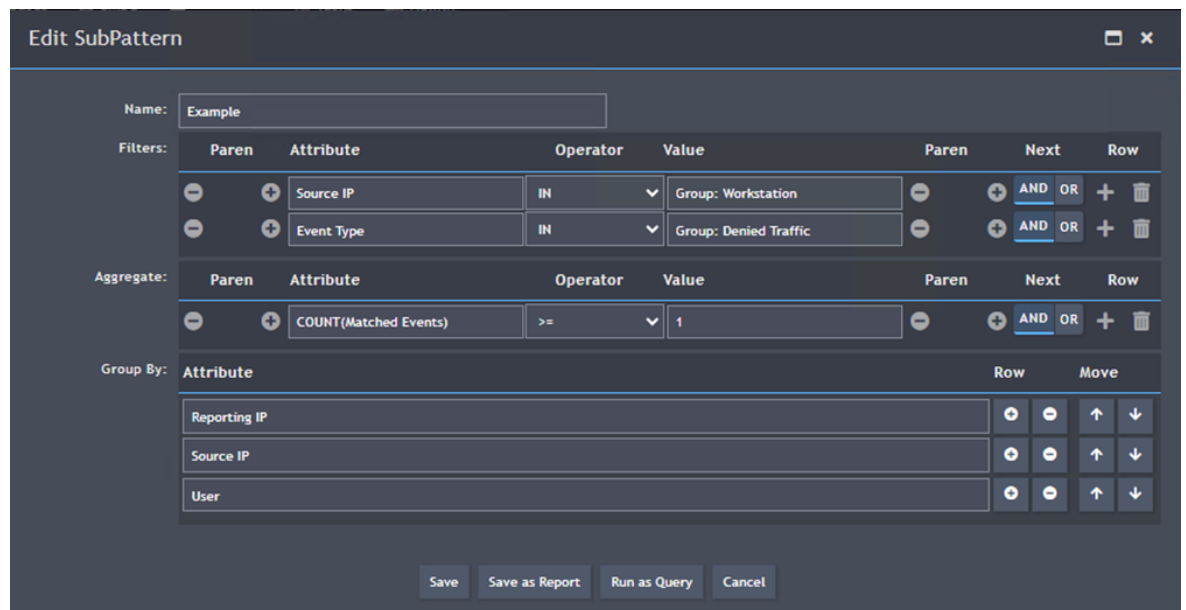 Edit SubPattern
Name: Example
Filters: Paren Attribute Operator Value Paren Next Row
Source IP IN Group: Workstation AND OR
Event Type IN Group: Denied Traffic AND OR
Aggregate: Paren Attribute Operator Value Paren Next Row
COUNT(Matched Events) >= 1 AND OR
Group By: Attribute Row Move
Reporting IP
Source IP
User
Save Save as Report Run as Query Cancel